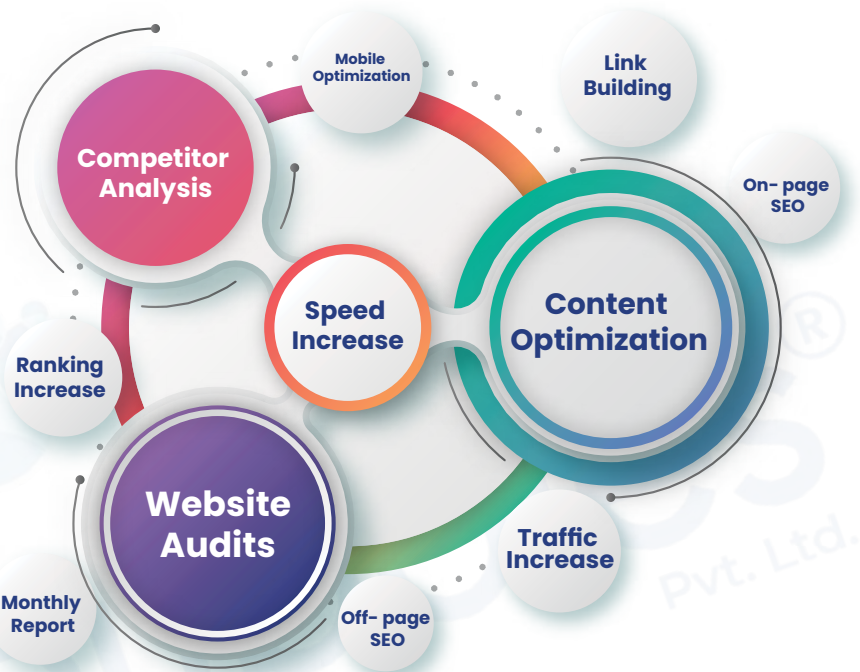 Mobile
Optimization
Link
Building
Competitor
Analysis
On- page
SEO
Speed
Increase
Content
Optimization
®
Ranking
Increase
Website
Audits
Traffic
Increase
Pvt. Ltd.
Monthly
Report
Off- page
SEO